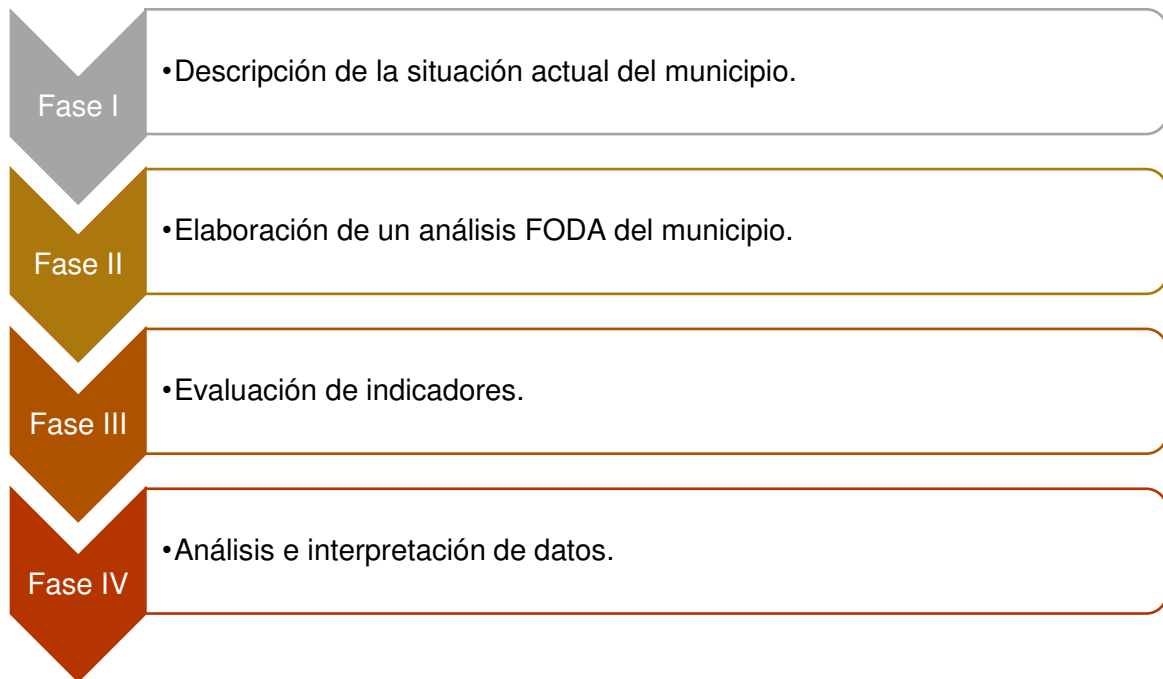 Fase I
•Descripción de la situación actual del municipio.
Fase II
•Elaboración de un análisis FODA del municipio.
Fase III
•Evaluación de indicadores.
Fase IV
•Análisis e interpretación de datos.